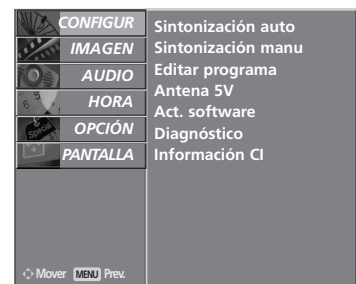 CONFIGUR
IMAGEN
AUDIO
HORA
OPCIÓN
PANTALLA
Sintonización auto
Sintonización manu
Editar programa
Antena 5V
Act. software
Diagnóstico
Información CI
Mover MENU Prev.